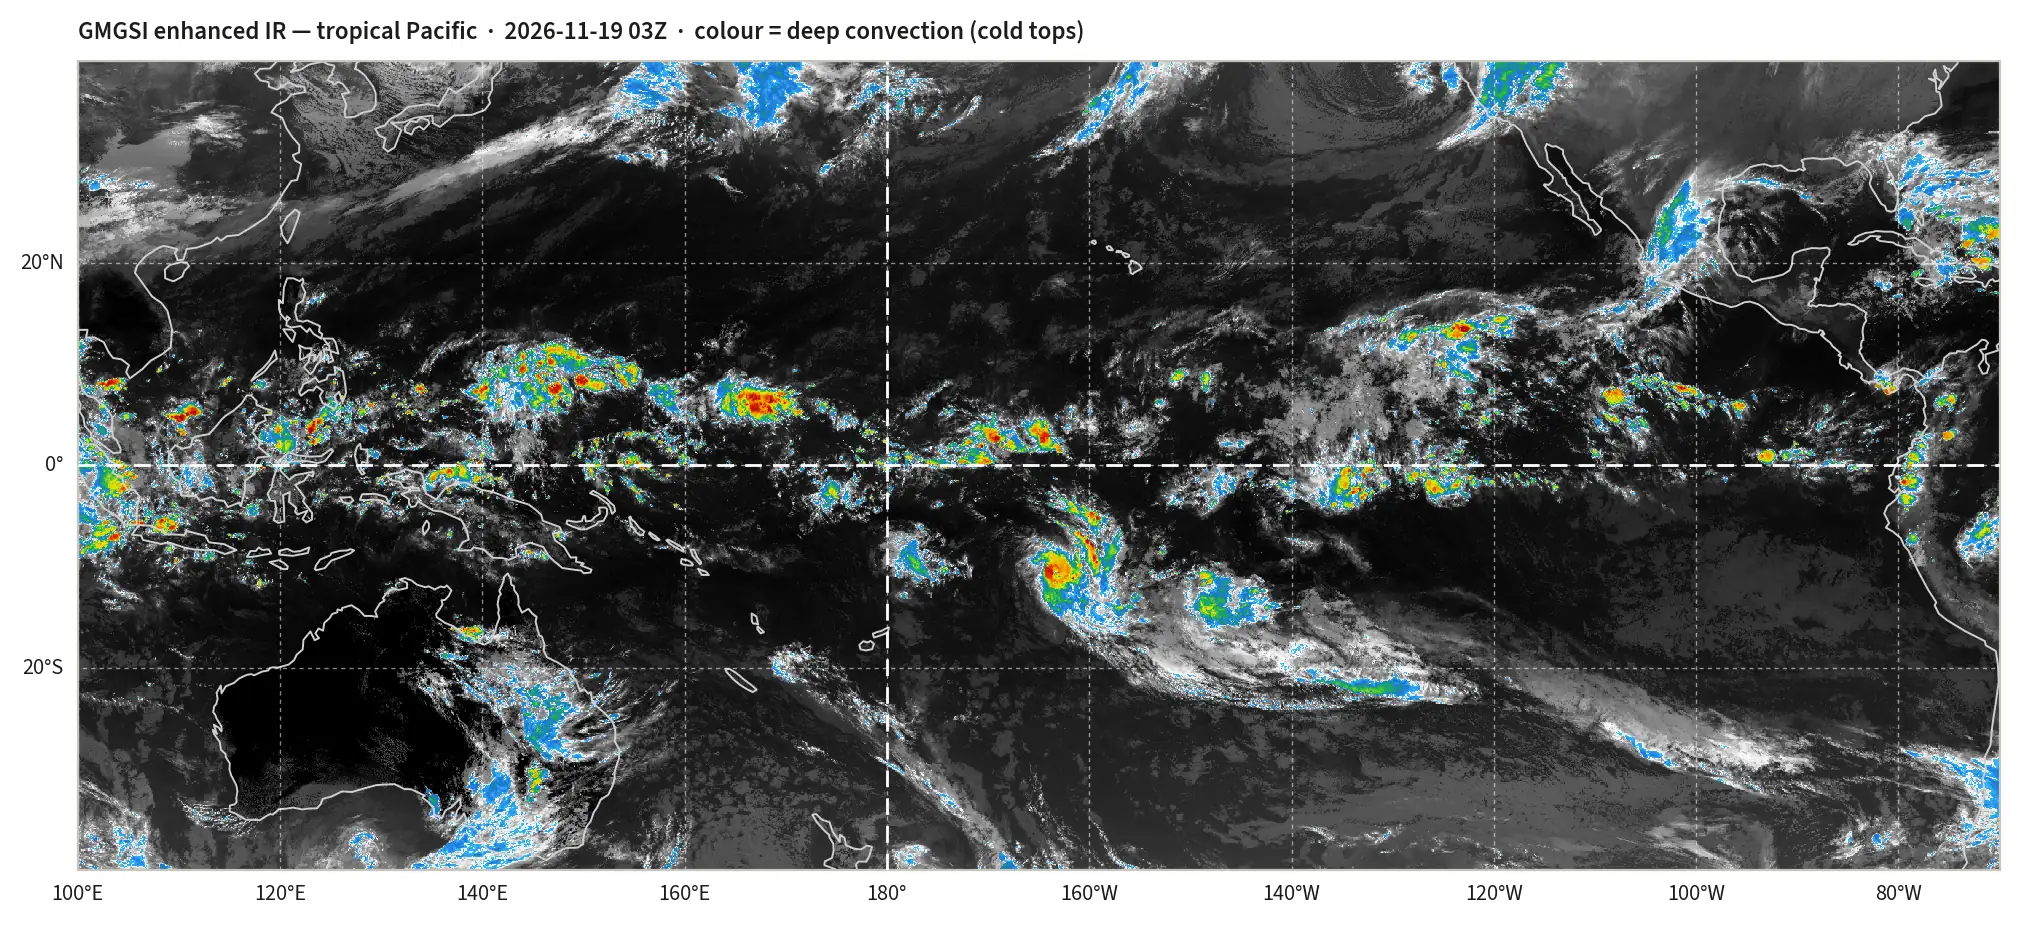 GMGSI enhanced IR — tropical Pacific · 2026-11-19 03Z · colour = deep convection (cold tops)
20°N
0°
20°S
100°E 120°E 140°E 160°E 180° 160°W 140°W 120°W 100°W 80°W